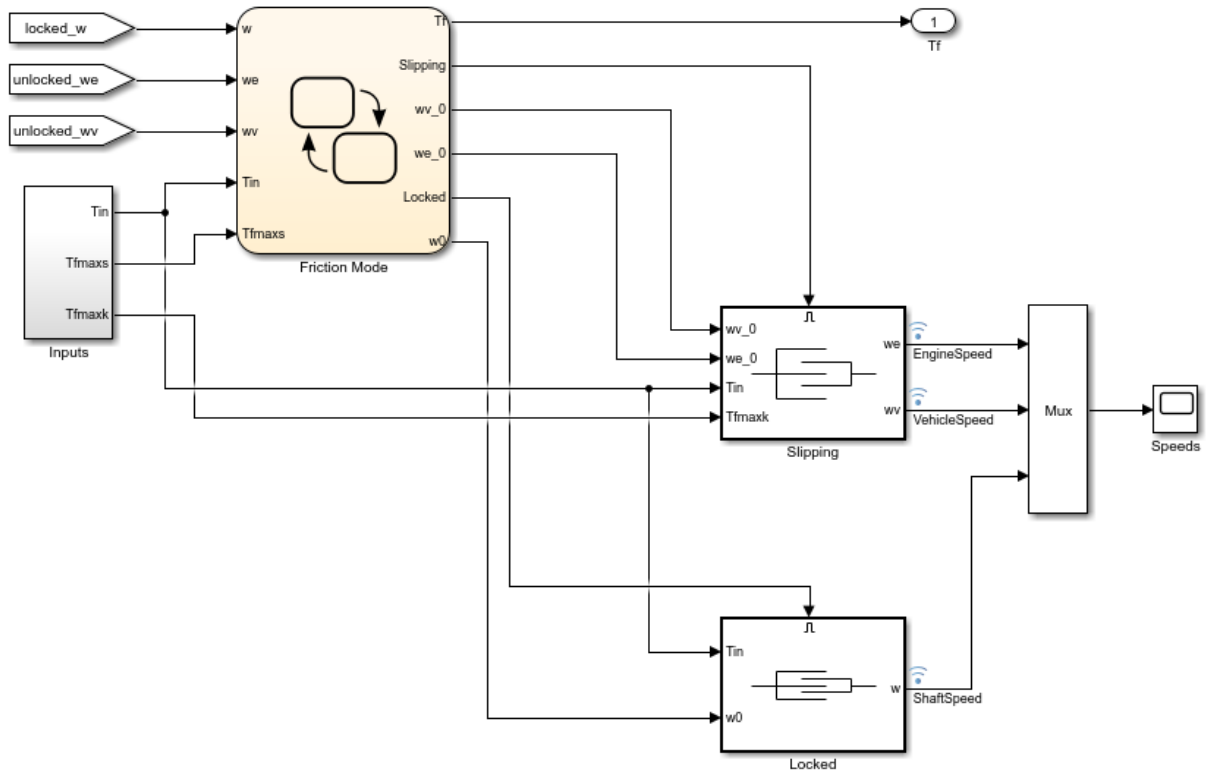 locked_w
unlocked_we
unlocked_wv
w
we
wv
Tin
Tfmaxs
Tf
Slipping
wv_0
we_0
Locked
w0
Friction Mode
1
Tf
Tin
Tfmaxs
Tfmaxk
Inputs
wv_0
we_0
Tin
Tfmaxk
we
wv
Slipping
EngineSpeed
VehicleSpeed
Mux
Speeds
Tin
w0
w
Locked
ShaftSpeed